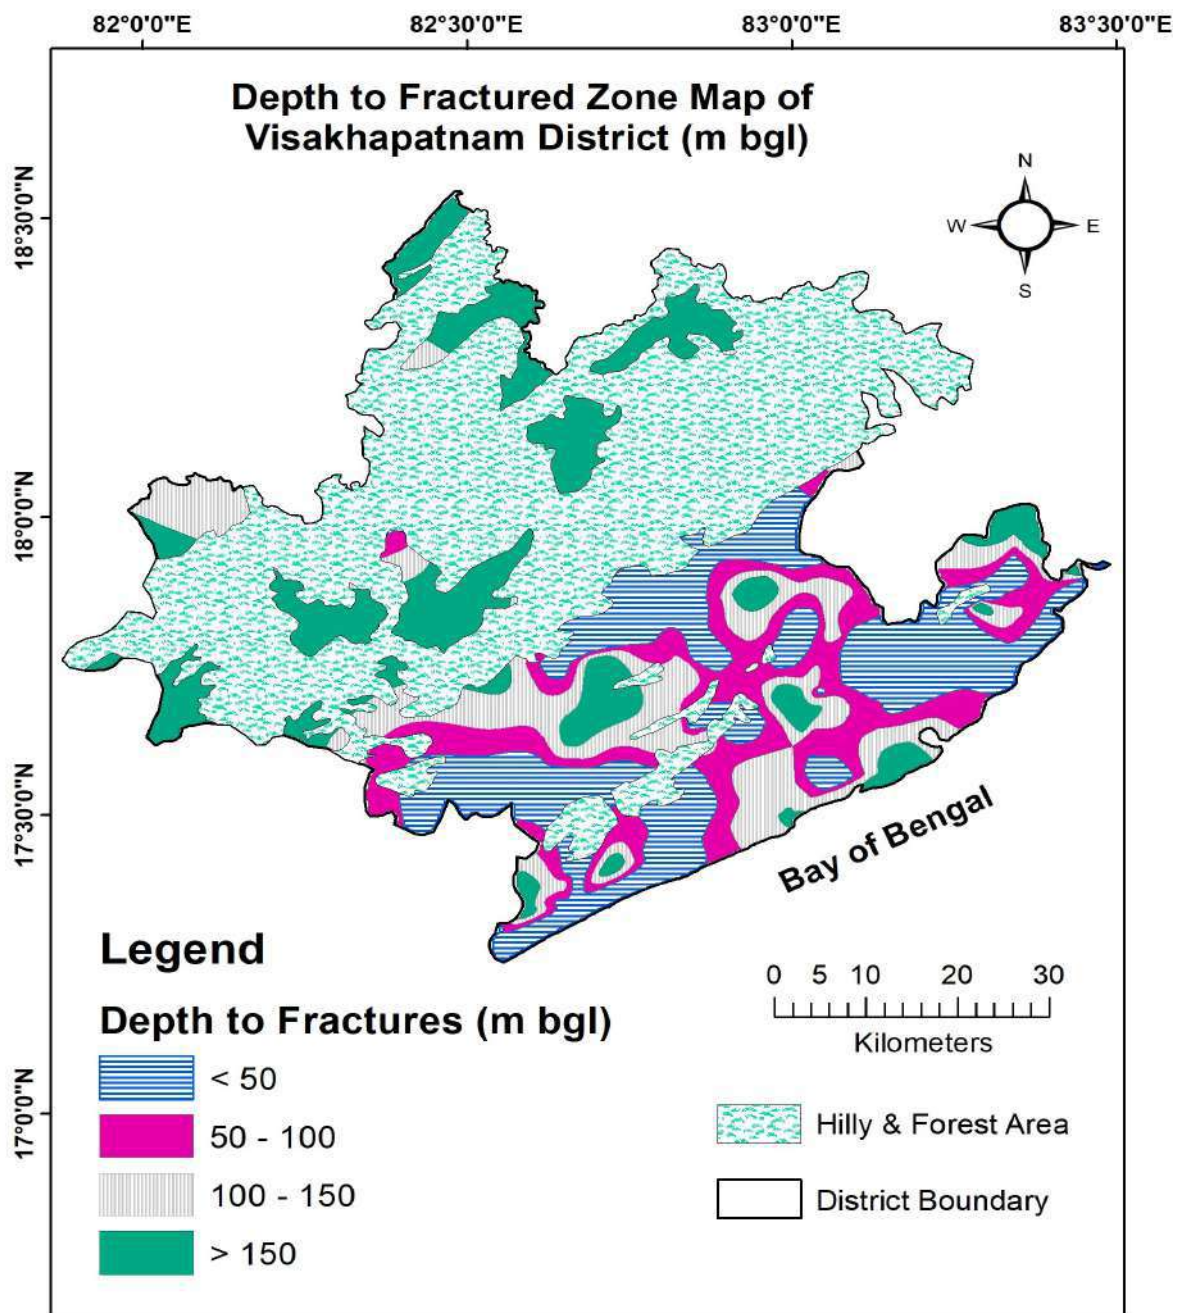 82°0'0"E 82°30'0"E 83°0'0"E 83°30'0"E
Depth to Fractured Zone Map of
Visakhapatnam District (m bgl)
N
W E
S
18°30'0"N
18°0'0"N
17°30'0"N
17°0'0"N
Bay of Bengal
Legend
Depth to Fractures (m bgl)
< 50
50 - 100
100 - 150
> 150
0 5 10 20 30
Kilometers
Hilly & Forest Area
District Boundary